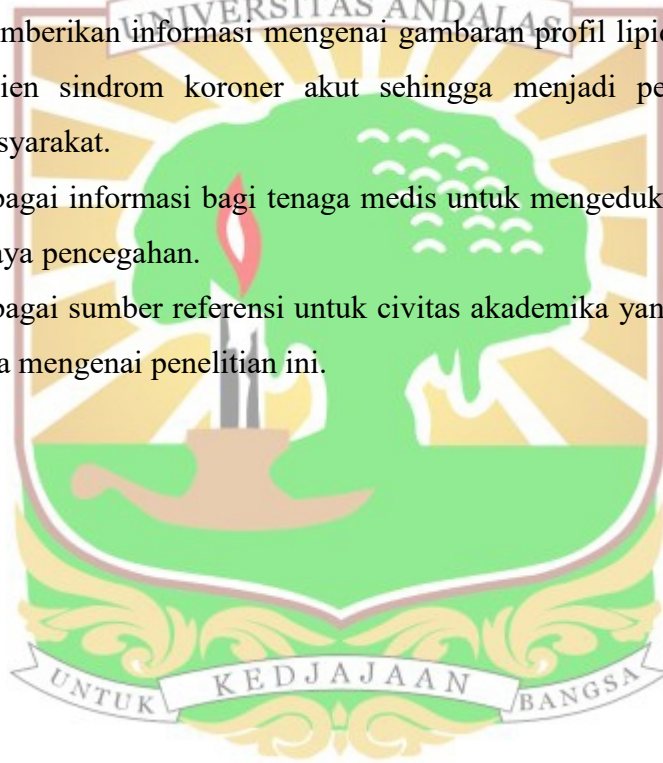 UNIVERSITAS ANDALAS
mberikan informasi mengenai gambaran profil lipid
ien sindrom koroner akut sehingga menjadi pe
syarakat.
bagai informasi bagi tenaga medis untuk mengeduk
aya pencegahan.
bagai sumber referensi untuk civitas akademika yan
a mengenai penelitian ini.
UNTUK KEDJAJAAN BANGSA